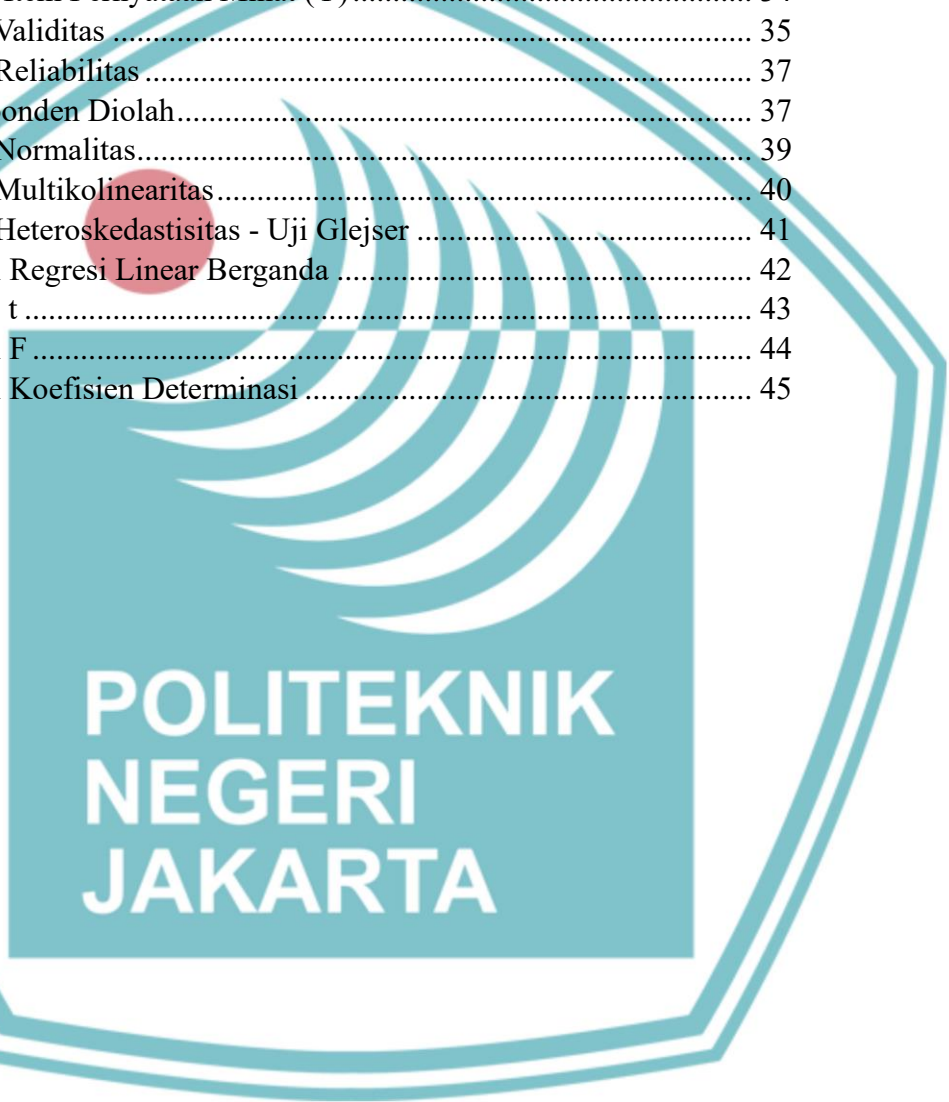 Validitas ........................................................................ 35
Reliabilitas ..................................................................... 37
Diolah ......................................................................... 37
Normalitas ..................................................................... 39
Multikolinearitas ............................................................... 40
Heteroskedastisitas - Uji Glejser .............................................. 41
Regresi Linear Berganda ........................................................ 42
t .............................................................................. 43
F .............................................................................. 44
Koefisien Determinasi .......................................................... 45
POLITEKNIK
NEGERI
JAKARTA